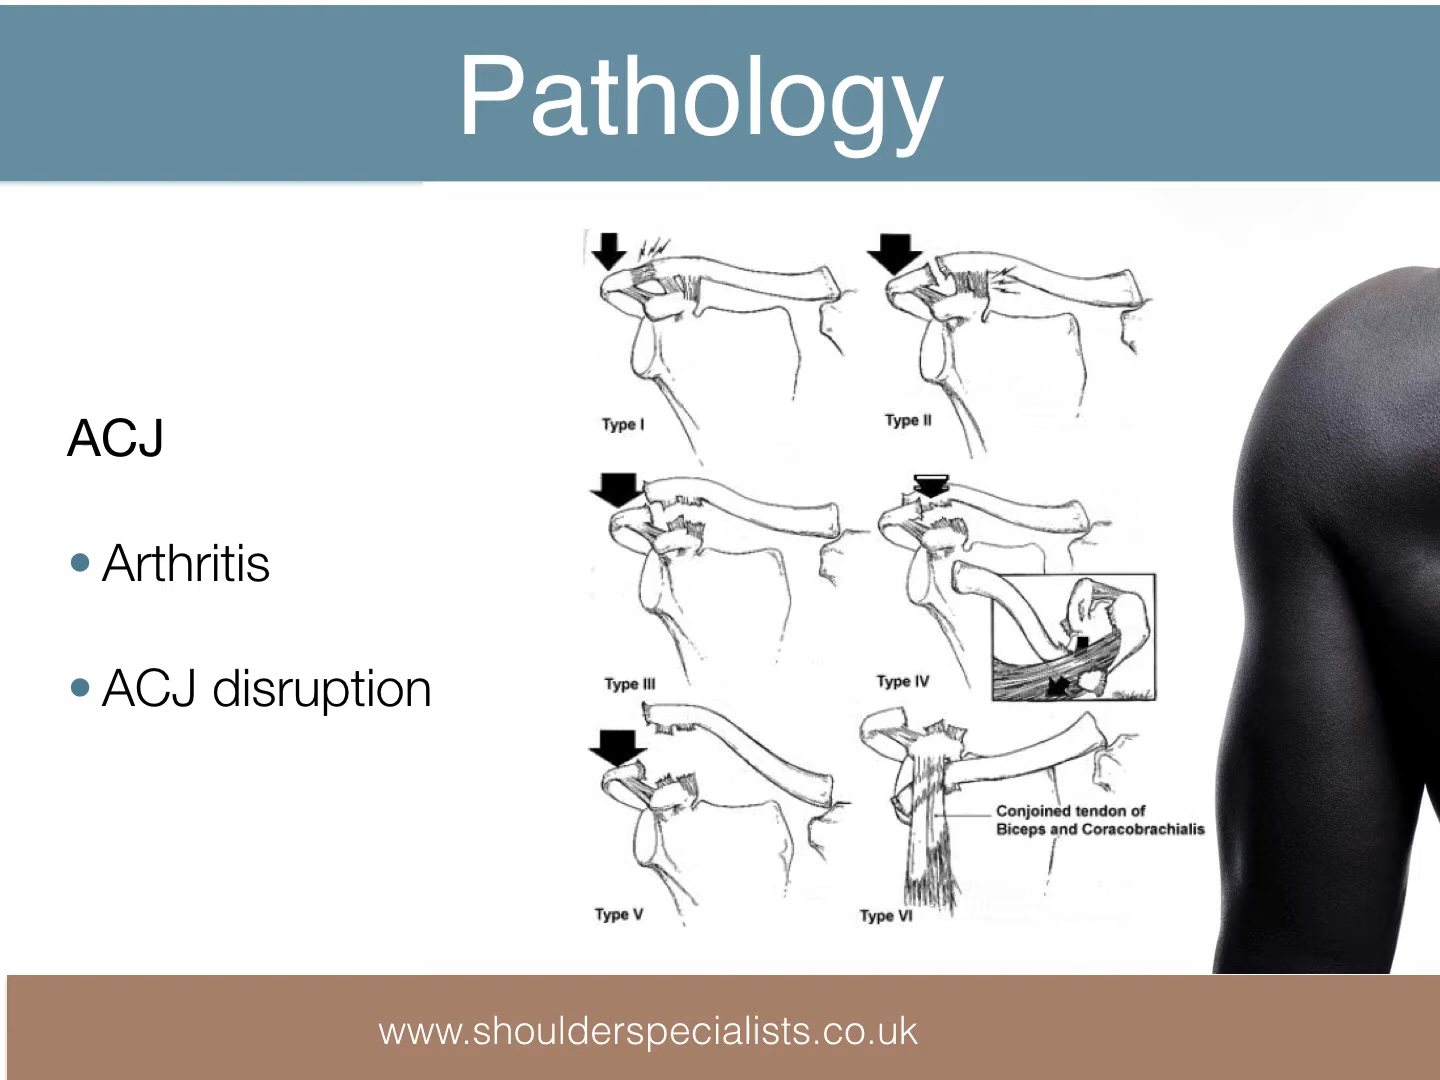 Pathology
ACJ
Arthritis
ACJ disruption
Type I
Type II
Type III
Type IV
Type V
Conjoined tendon of
Biceps and Coracobrachialis
Type VI
www.shoulderspecialists.co.uk